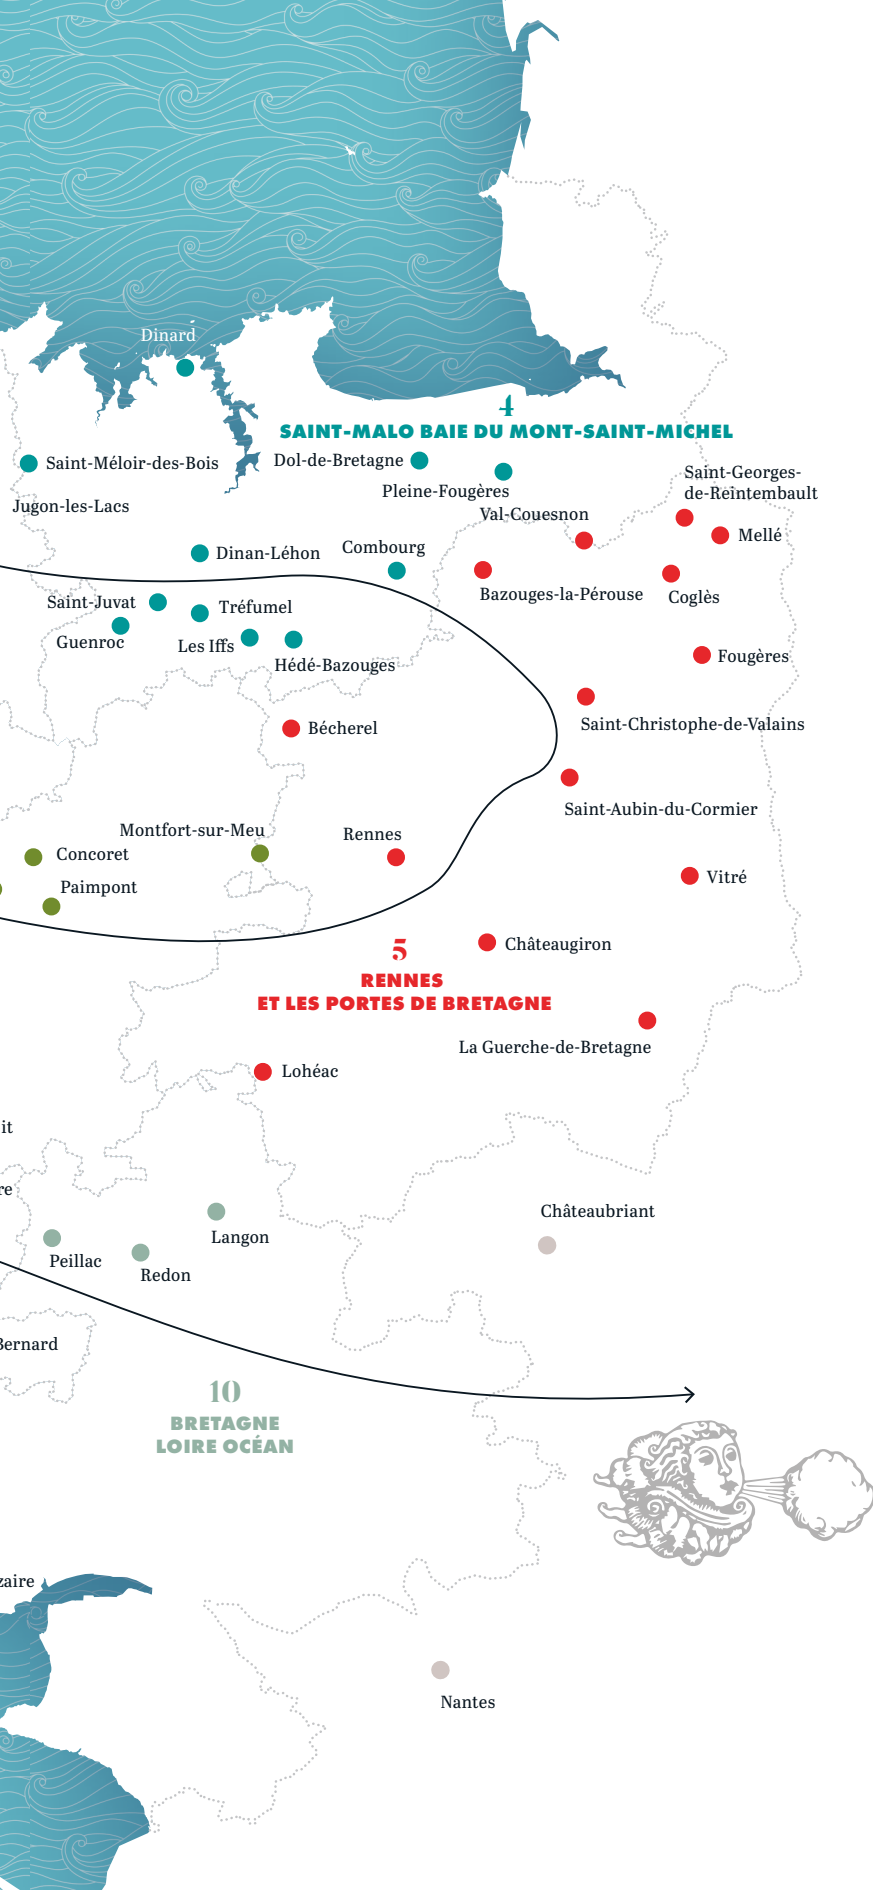 Dinard
4
SAINT-MALO BAIE DU MONT-SAINT-MICHEL
Saint-Méloir-des-Bois
Dol-de-Bretagne
Pleine-Fougères
Saint-Georges-
de-Reintembault
Jugon-les-Lacs
Val-Couesnon
Mellé
Dinan-Léhon
Combourg
Bazouges-la-Pérouse
Coglès
Saint-Juvat
Tréfumel
Guenroc
Les Iffs
Hédé-Bazouges
Fougères
Saint-Christophe-de-Valains
Bécherel
Saint-Aubin-du-Cormier
Montfort-sur-Meu
Rennes
Concoret
Paimpont
Vitré
Châteaugiron
5
RENNES
ET LES PORTES DE BRETAGNE
La Guerche-de-Bretagne
Lohéac
it
re
Châteaubriant
Langon
Peillac
Redon
Bernard
10
BRETAGNE
LOIRE OCÉAN
zaire
Nantes